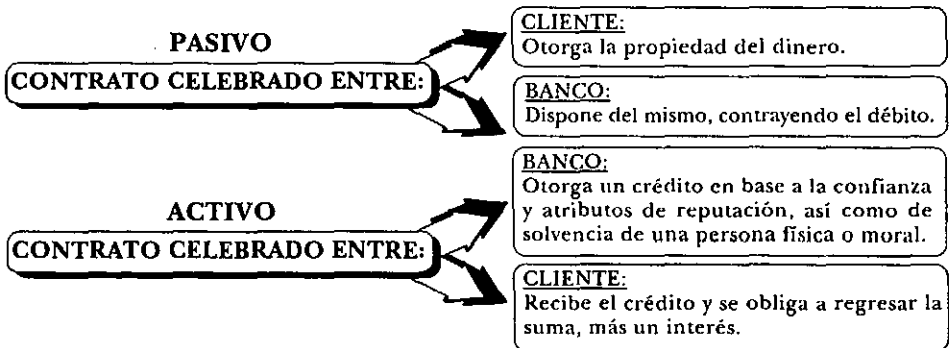 PASIVO
CONTRATO CELEBRADO ENTRE:
CLIENTE:
Otorga la propiedad del dinero.
BANCO:
Dispone del mismo, contrayendo el débito.
ACTIVO
CONTRATO CELEBRADO ENTRE:
BANCO:
Otorga un crédito en base a la confianza
y atributos de reputación, así como de
solvencia de una persona física o moral.
CLIENTE:
Recibe el crédito y se obliga a regresar la
suma, más un interés.